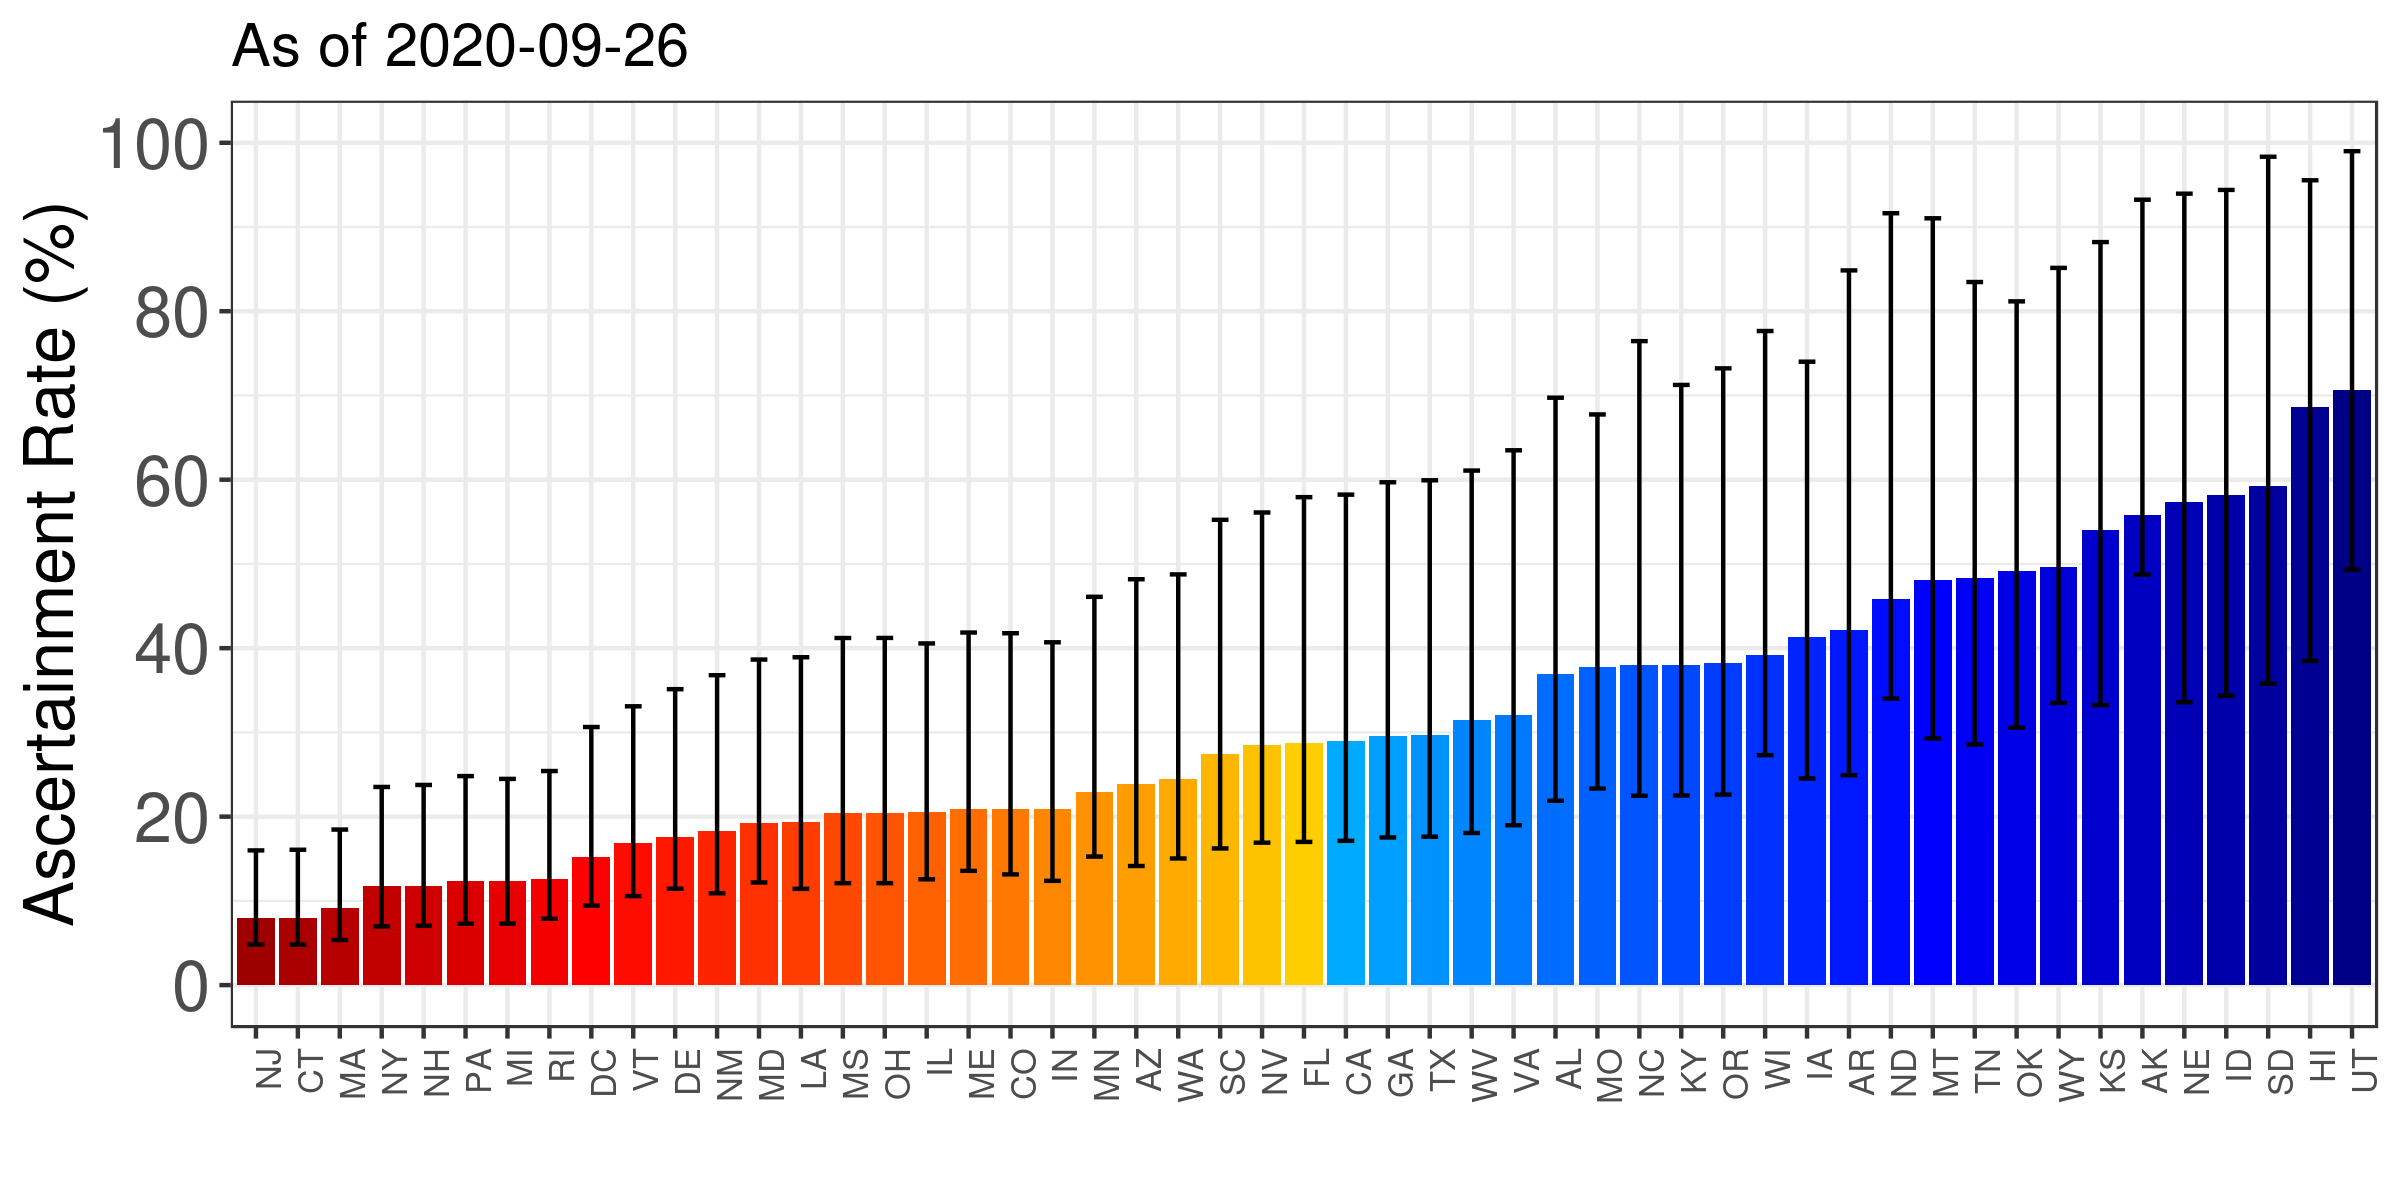 As of 2020-09-26
Ascertainment Rate (%)
100
80
60
40
20
0
NJ CT MA NY NH PA MI RI DC VT DE NM MD LA MS OH IL ME CO IN MN AZ WA SC NV FL CA GA TX WV VA AL MO NC KY OR WI IA AR ND MT TN OK WY KS AK NE ID SD HI UT